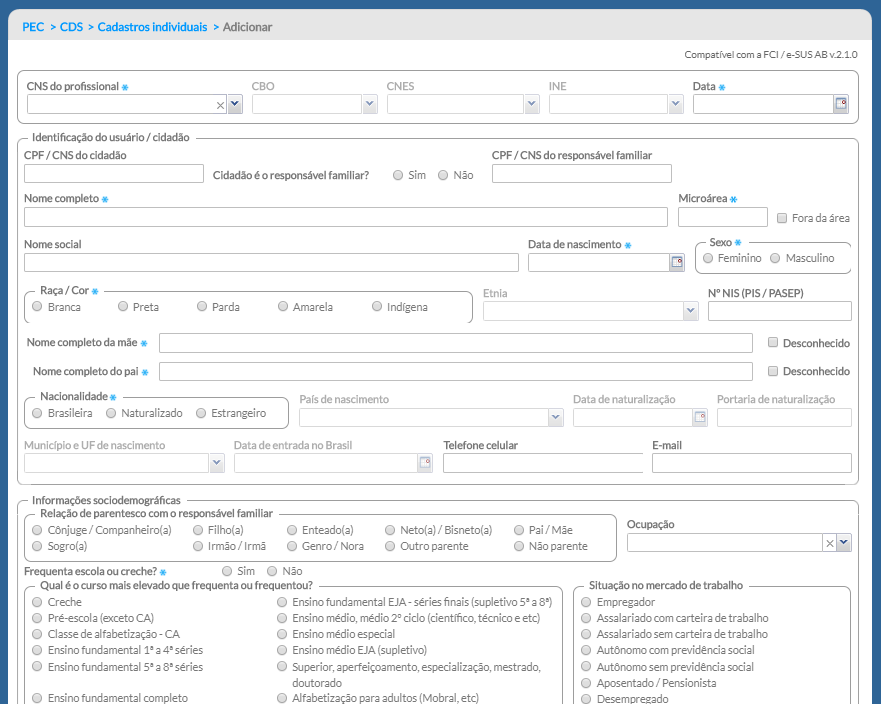 PEC > CDS > Cadastros individuais > Adicionar
Compatível com a FCI / e-SUS AB v.2.1.0
CNS do profissional * CBO CNES INE Data *
Identificação do usuário / cidadão
CPF / CNS do cidadão CPF / CNS do responsável familiar
Cidadão é o responsável familiar? Sim Não
Nome completo * Microárea *
Fora da área
Nome social Data de nascimento * Sexo *
Feminino Masculino
Raça / Cor * Etnia Nº NIS (PIS / PASEP)
Branca Preta Parda Amarela Indígena
Nome completo da mãe * Desconhecido
Nome completo do pai * Desconhecido
Nacionalidade * País de nascimento Data de naturalização Portaria de naturalização
Brasileira Naturalizado Estrangeiro
Município e UF de nascimento Data de entrada no Brasil Telefone celular E-mail
Informações sociodemográficas
Relação de parentesco com o responsável familiar
Ocupação
Cônjuge / Companheiro(a) Filho(a) Enteado(a) Neto(a) / Bisneto(a) Pai / Mãe
Sogro(a) Irmão / Irmã Genro / Nora Outro parente Não parente
Frequenta escola ou creche? * Sim Não
Qual é o curso mais elevado que frequenta ou frequentou? Situação no mercado de trabalho
Creche Ensino fundamental EJA - séries finais (supletivo 5ª a 8ª) Empregador
Pré-escola (exceto CA) Ensino médio, médio 2º ciclo (científico, técnico e etc) Assalariado com carteira de trabalho
Classe de alfabetização - CA Ensino médio especial Assalariado sem carteira de trabalho
Ensino fundamental 1ª a 4ª séries Ensino médio EJA (supletivo) Autônomo com previdência social
Ensino fundamental 5ª a 8ª séries Superior, aperfeiçoamento, especialização, mestrado, Autônomo sem previdência social
doutorado Aposentado / Pensionista
Ensino fundamental completo Alfabetização para adultos (Mobral, etc) Desempregado